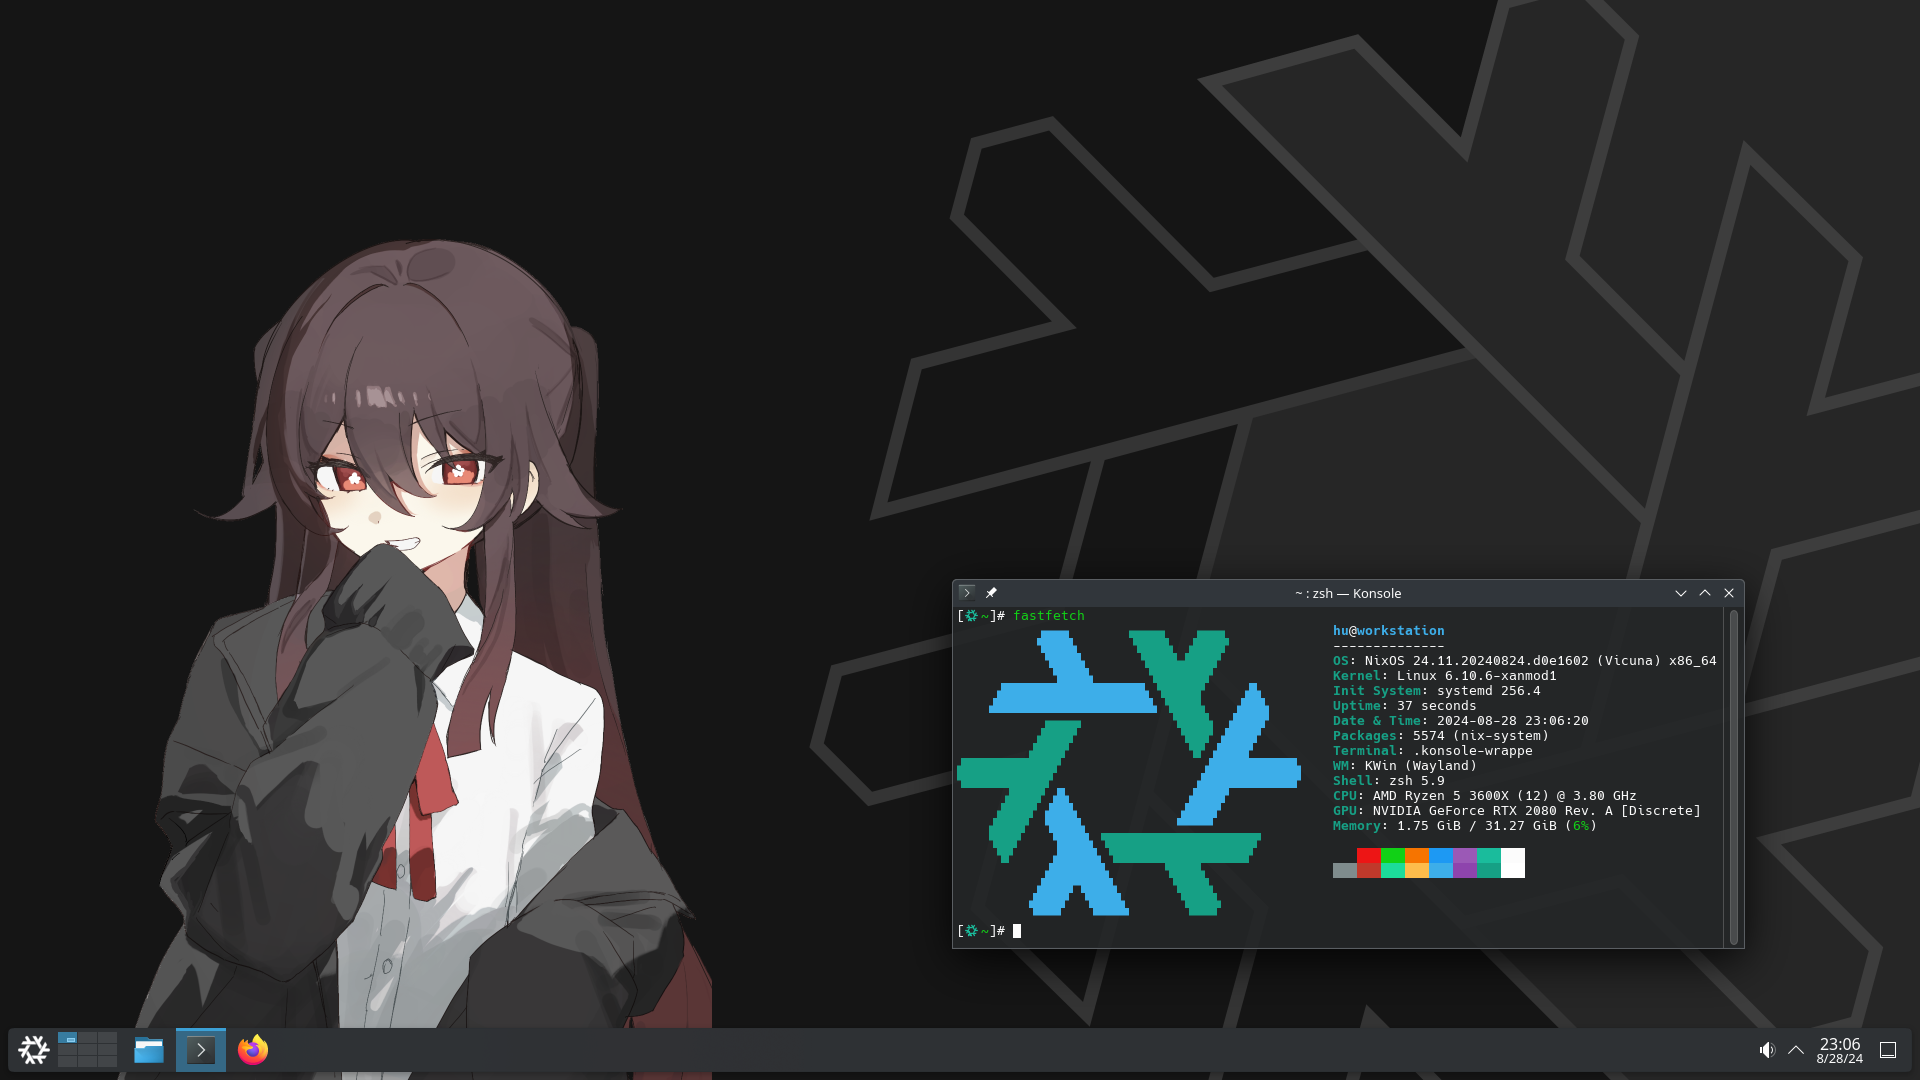 ~ : zsh — Konsole
[~]# fastfetch
hu@workstation
--------------
OS: NixOS 24.11.20240824.d0e1602 (Vicuna) x86_64
Kernel: Linux 6.10.6-xanmod1
Init System: systemd 256.4
Uptime: 37 seconds
Date & Time: 2024-08-28 23:06:20
Packages: 5574 (nix-system)
Terminal: .konsole-wrappe
WM: KWin (Wayland)
Shell: zsh 5.9
CPU: AMD Ryzen 5 3600X (12) @ 3.80 GHz
GPU: NVIDIA GeForce RTX 2080 Rev. A [Discrete]
Memory: 1.75 GiB / 31.27 GiB (6%)
[~]#
23:06
8/28/24